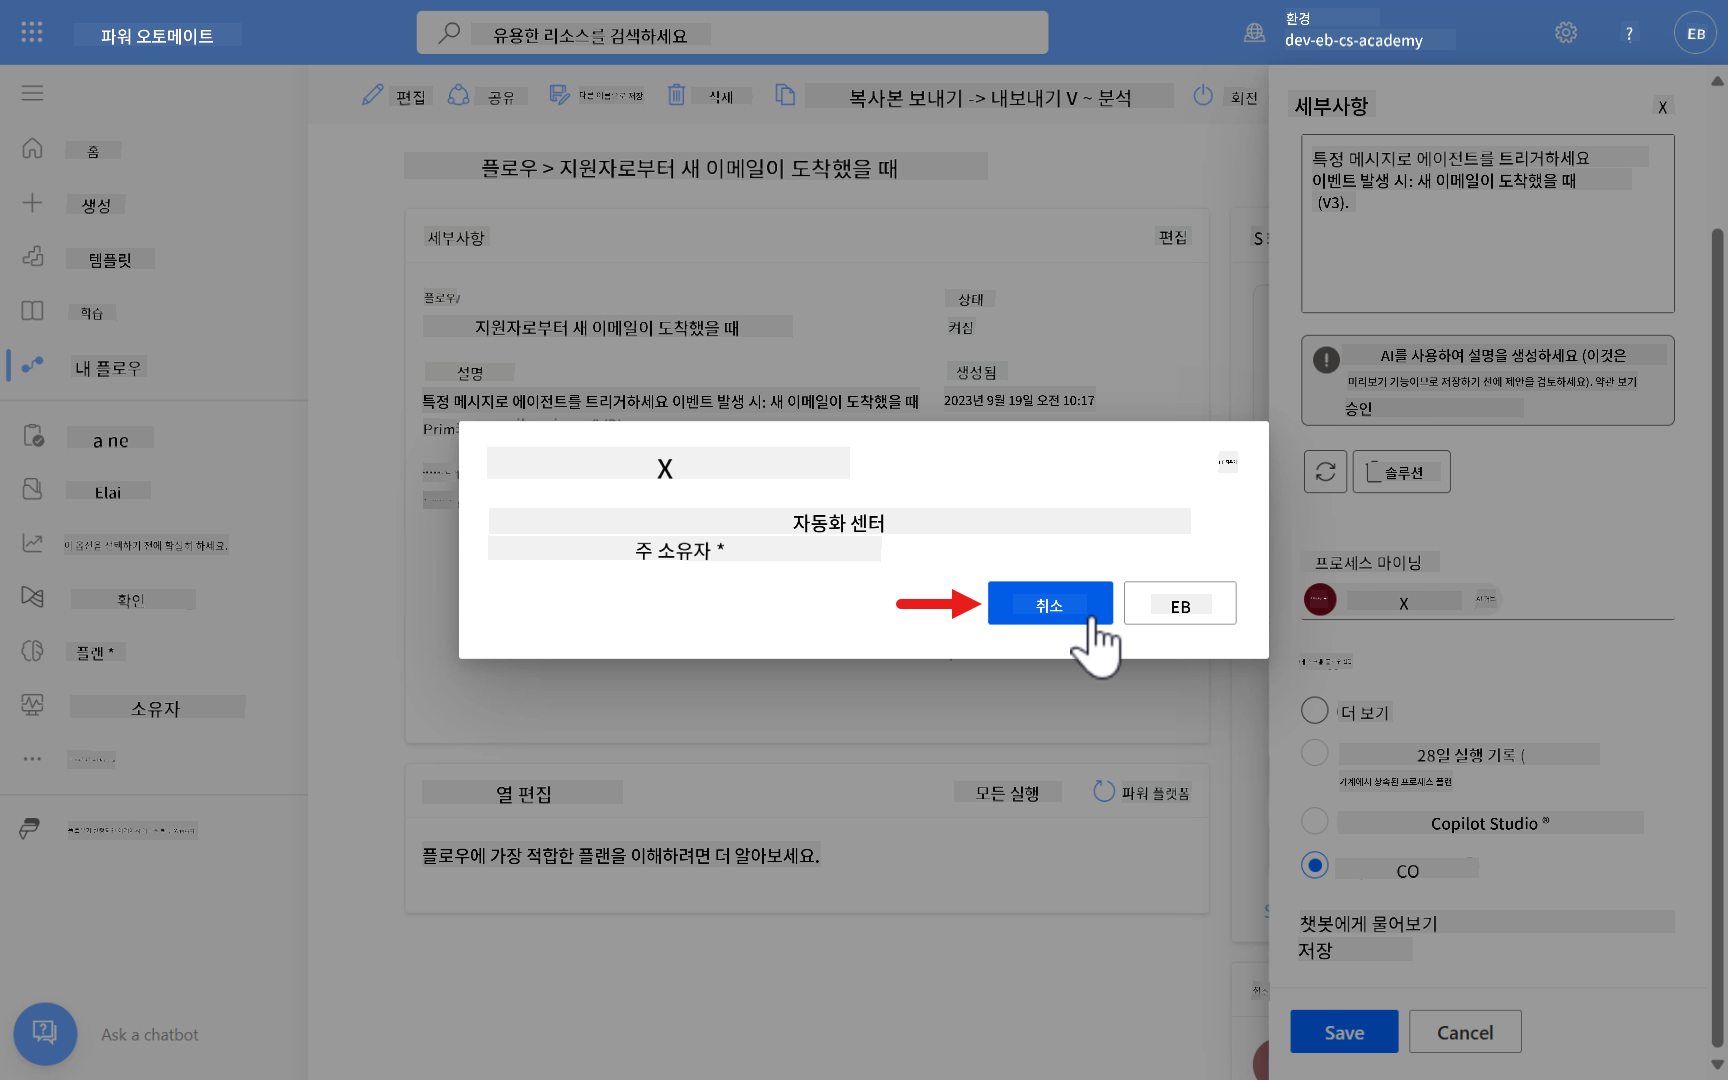 파워 오토메이트
유용한 리소스를 검색하세요
환경
dev-eb-cs-academy
?
EB
편집
공유
다른 이름으로 저장
삭제
복사본 보내기 -> 내보내기 V ~ 분석
회전
홈
생성
템플릿
학습
내 플로우
a ne
Elai
이 옵션을 선택하기 전에 확실히 하세요.
확인
플랜 *
소유자
Ask a chatbot
플로우 > 지원자로부터 새 이메일이 도착했을 때
세부사항
편집
플로우
지원자로부터 새 이메일이 도착했을 때
상태
켜짐
설명
특정 메시지로 에이전트를 트리거하세요 이벤트 발생 시: 새 이메일이 도착했을 때
생성됨
2023년 9월 19일 오전 10:17
X
자동화 센터
주 소유자 *
취소
EB
열 편집
모든 실행
파워 플랫폼
플로우에 가장 적합한 플랜을 이해하려면 더 알아보세요.
세부사항
X
특정 메시지로 에이전트를 트리거하세요
이벤트 발생 시: 새 이메일이 도착했을 때
(V3).
AI를 사용하여 설명을 생성하세요 (이것은
미리보기 기능이므로 저장하기 전에 제안을 검토하세요). 약관 보기
승인
솔루션
프로세스 마이닝
X
더 보기
28일 실행 기록 (
기계에서 상속된 프로세스 플랜
Copilot Studio ®
CO
챗봇에게 물어보기
저장
Save
Cancel